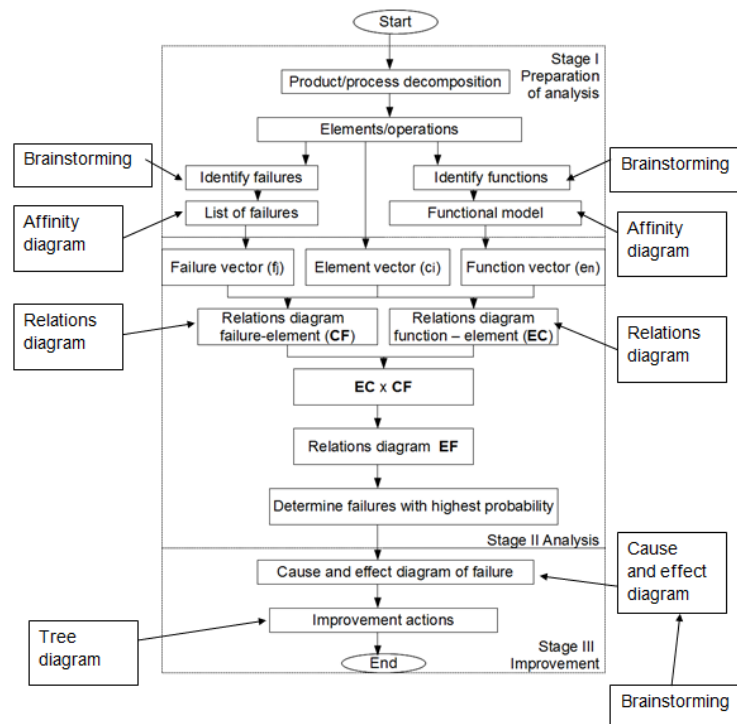 Start
Stage I
Preparation
of analysis
Product/process decomposition
Elements/operations
Brainstorming
Identify failures
Identify functions
Brainstorming
Affinity
diagram
List of failures
Functional model
Affinity
diagram
Failure vector (fj)
Element vector (ci)
Function vector (en)
Relations
diagram
Relations diagram
failure-element (CF)
Relations diagram
function – element (EC)
Relations
diagram
EC x CF
Relations diagram EF
Determine failures with highest probability
Stage II Analysis
Cause and effect diagram of failure
Cause
and effect
diagram
Tree
diagram
Improvement actions
End
Stage III
Improvement
Brainstorming